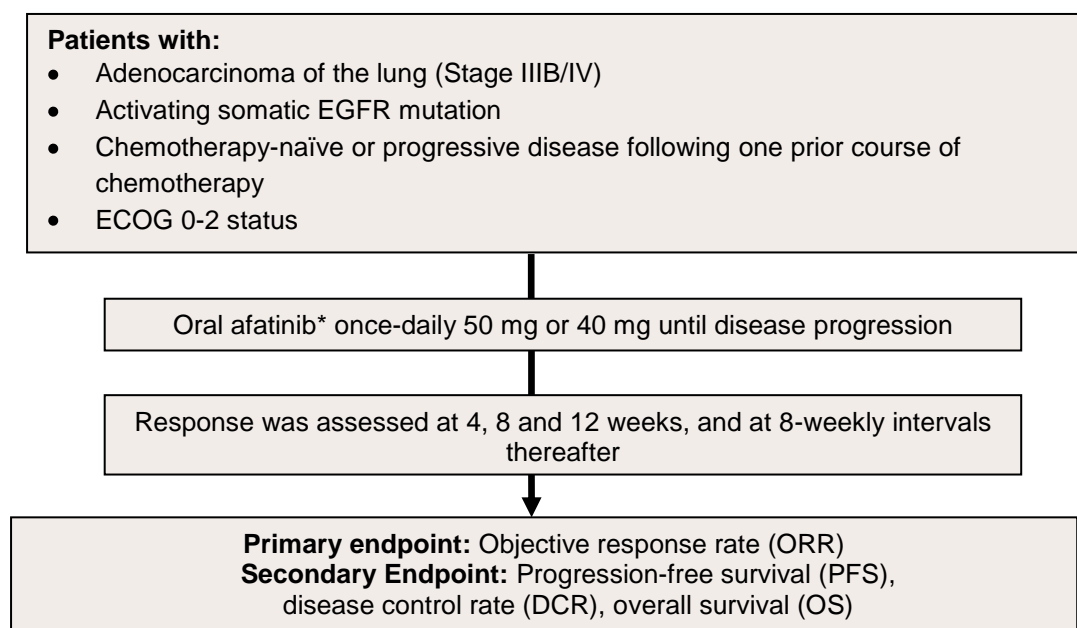 Patients with:
• Adenocarcinoma of the lung (Stage IIIB/IV)
• Activating somatic EGFR mutation
• Chemotherapy-naïve or progressive disease following one prior course of
chemotherapy
• ECOG 0-2 status
Oral afatinib* once-daily 50 mg or 40 mg until disease progression
Response was assessed at 4, 8 and 12 weeks, and at 8-weekly intervals
thereafter
Primary endpoint: Objective response rate (ORR)
Secondary Endpoint: Progression-free survival (PFS),
disease control rate (DCR), overall survival (OS)